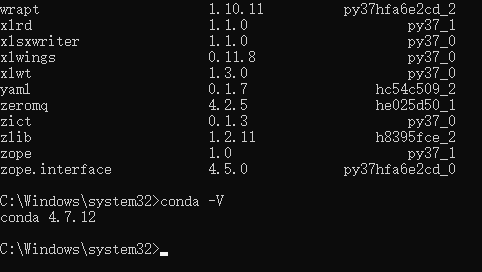 wrapt 1.10.11 py37hfa6e2cd_2
xlrd 1.1.0 py37_1
xlsxwriter 1.1.0 py37_0
xlwings 0.11.8 py37_0
xlwt 1.3.0 py37_0
yaml 0.1.7 hc54c509_2
zeromq 4.2.5 he025d50_1
zict 0.1.3 py37_0
zlib 1.2.11 h8395fce_2
zope 1.0 py37_1
zope.interface 4.5.0 py37hfa6e2cd_0
C:\Windows\system32>conda -V
conda 4.7.12
C:\Windows\system32>